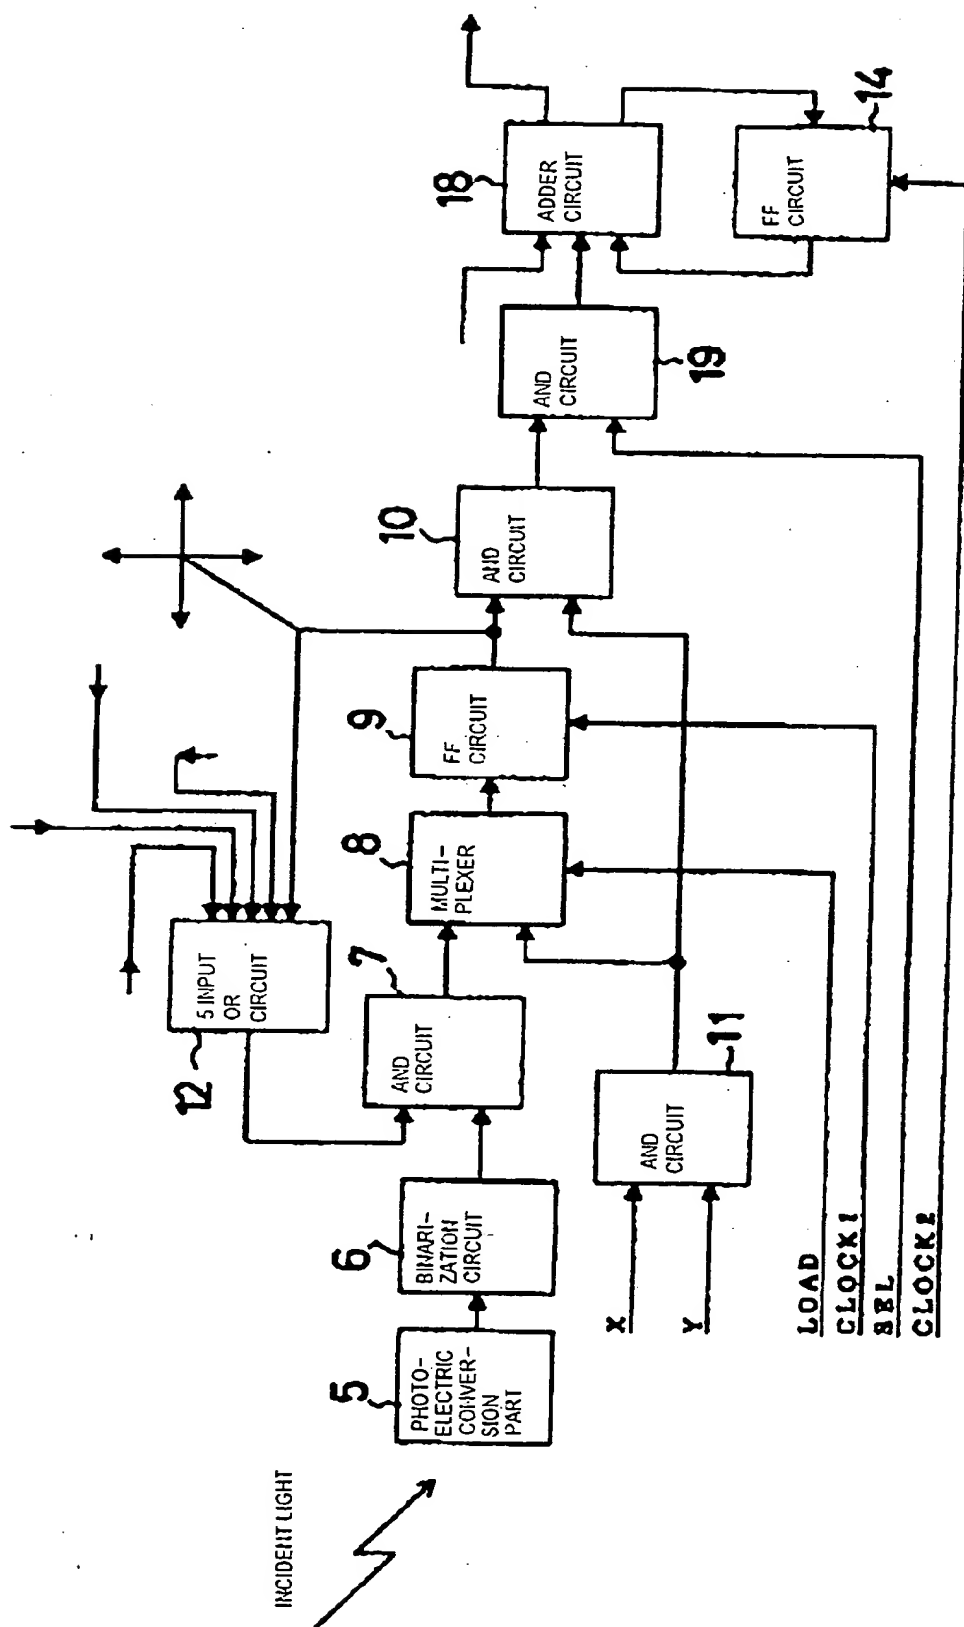 INCIDENT LIGHT
5
PHOTO-
ELECTRIC
CONVER-
SION
PART
6
BINARI-
ZATION
CIRCUIT
7
AND
CIRCUIT
8
MULTI-
PLEXER
9
FF
CIRCUIT
10
AND
CIRCUIT
19
AND
CIRCUIT
18
ADDER
CIRCUIT
14
FF
CIRCUIT
12
5 INPUT
OR
CIRCUIT
11
AND
CIRCUIT
X
Y
LOAD
CLOCK1
SEL
CLOCK2